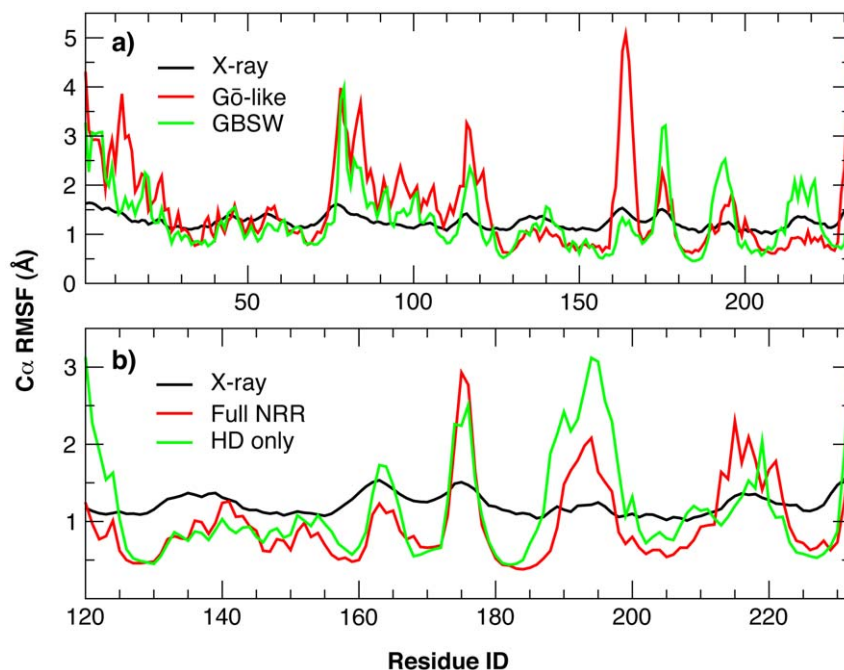 a)
X-ray
Gō-like
GBSW
5
4
3
2
1
0
50 100 150 200
Cα RMSF (Å)
b)
X-ray
Full NRR
HD only
3
2
1
120 140 160 180 200 220
Residue ID